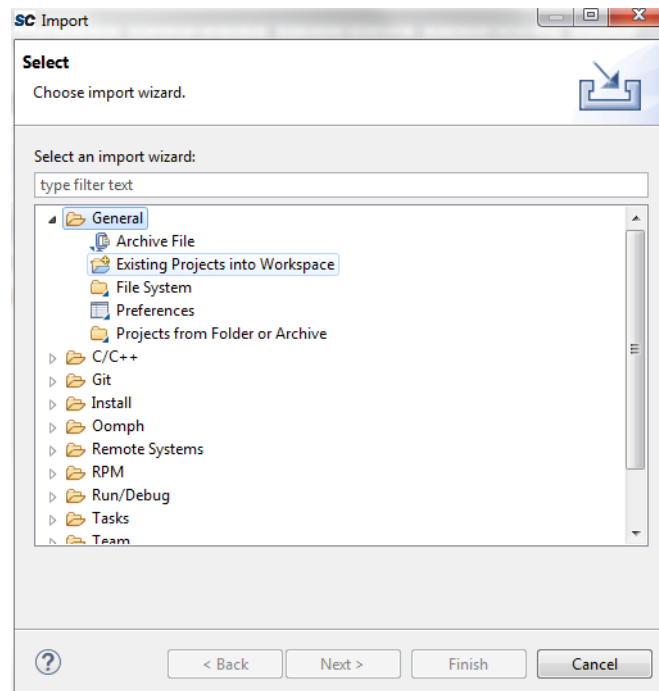 SC Import
Select
Choose import wizard.
Select an import wizard:
type filter text
General
Archive File
Existing Projects into Workspace
File System
Preferences
Projects from Folder or Archive
C/C++
Git
Install
Oomph
Remote Systems
RPM
Run/Debug
Tasks
Team
?
< Back Next > Finish Cancel